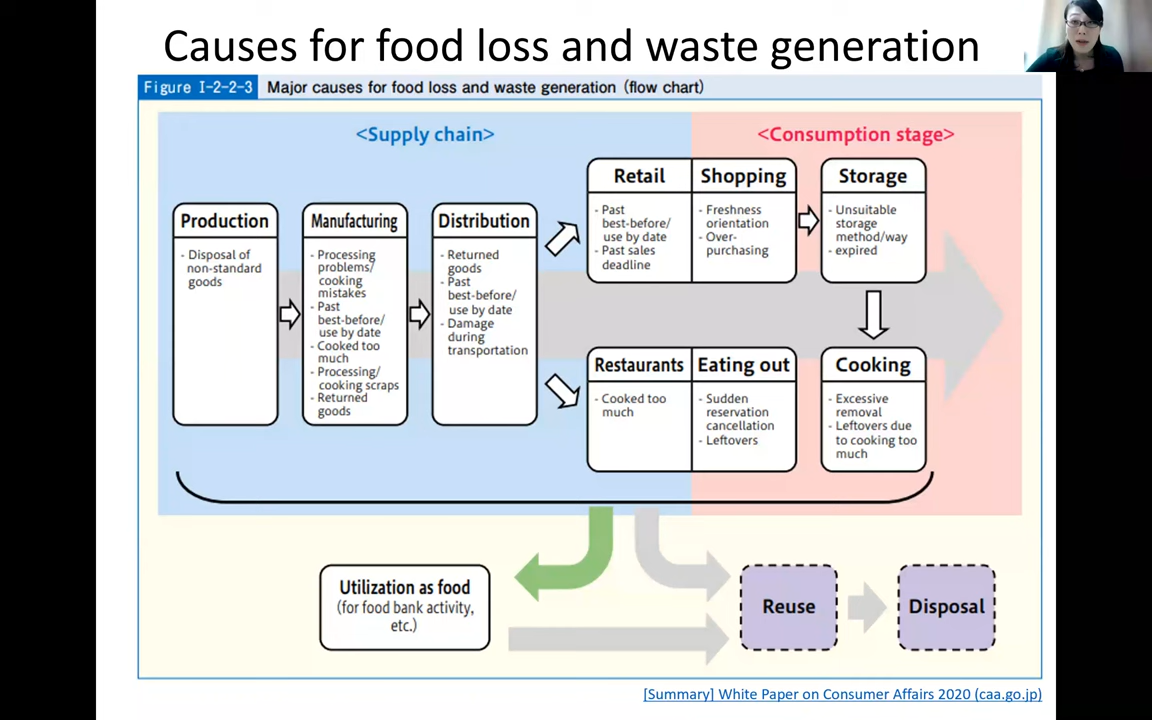 Causes for food loss and waste generation
Figure I-2-2-3
Major causes for food loss and waste generation (flow chart)
<Supply chain>
<Consumption stage>
Production
- Disposal of
non-standard
goods
Manufacturing
- Processing
problems/
cooking
mistakes
- Past
best-before/
use by date
- Cooked too
much
- Processing/
cooking scraps
- Returned
goods
Distribution
- Returned
goods
- Past
best-before/
use by date
- Damage
during
transportation
Retail
- Past
best-before/
use by date
- Past sales
deadline
Shopping
- Freshness
orientation
- Over-
purchasing
Storage
- Unsuitable
storage
method/way
- expired
Restaurants
- Cooked too
much
Eating out
- Sudden
reservation
cancellation
- Leftovers
Cooking
- Excessive
removal
- Leftovers due
to cooking too
much
Utilization as food
(for food bank activity,
etc.)
Reuse
Disposal
[Summary] White Paper on Consumer Affairs 2020 (caa.go.jp)